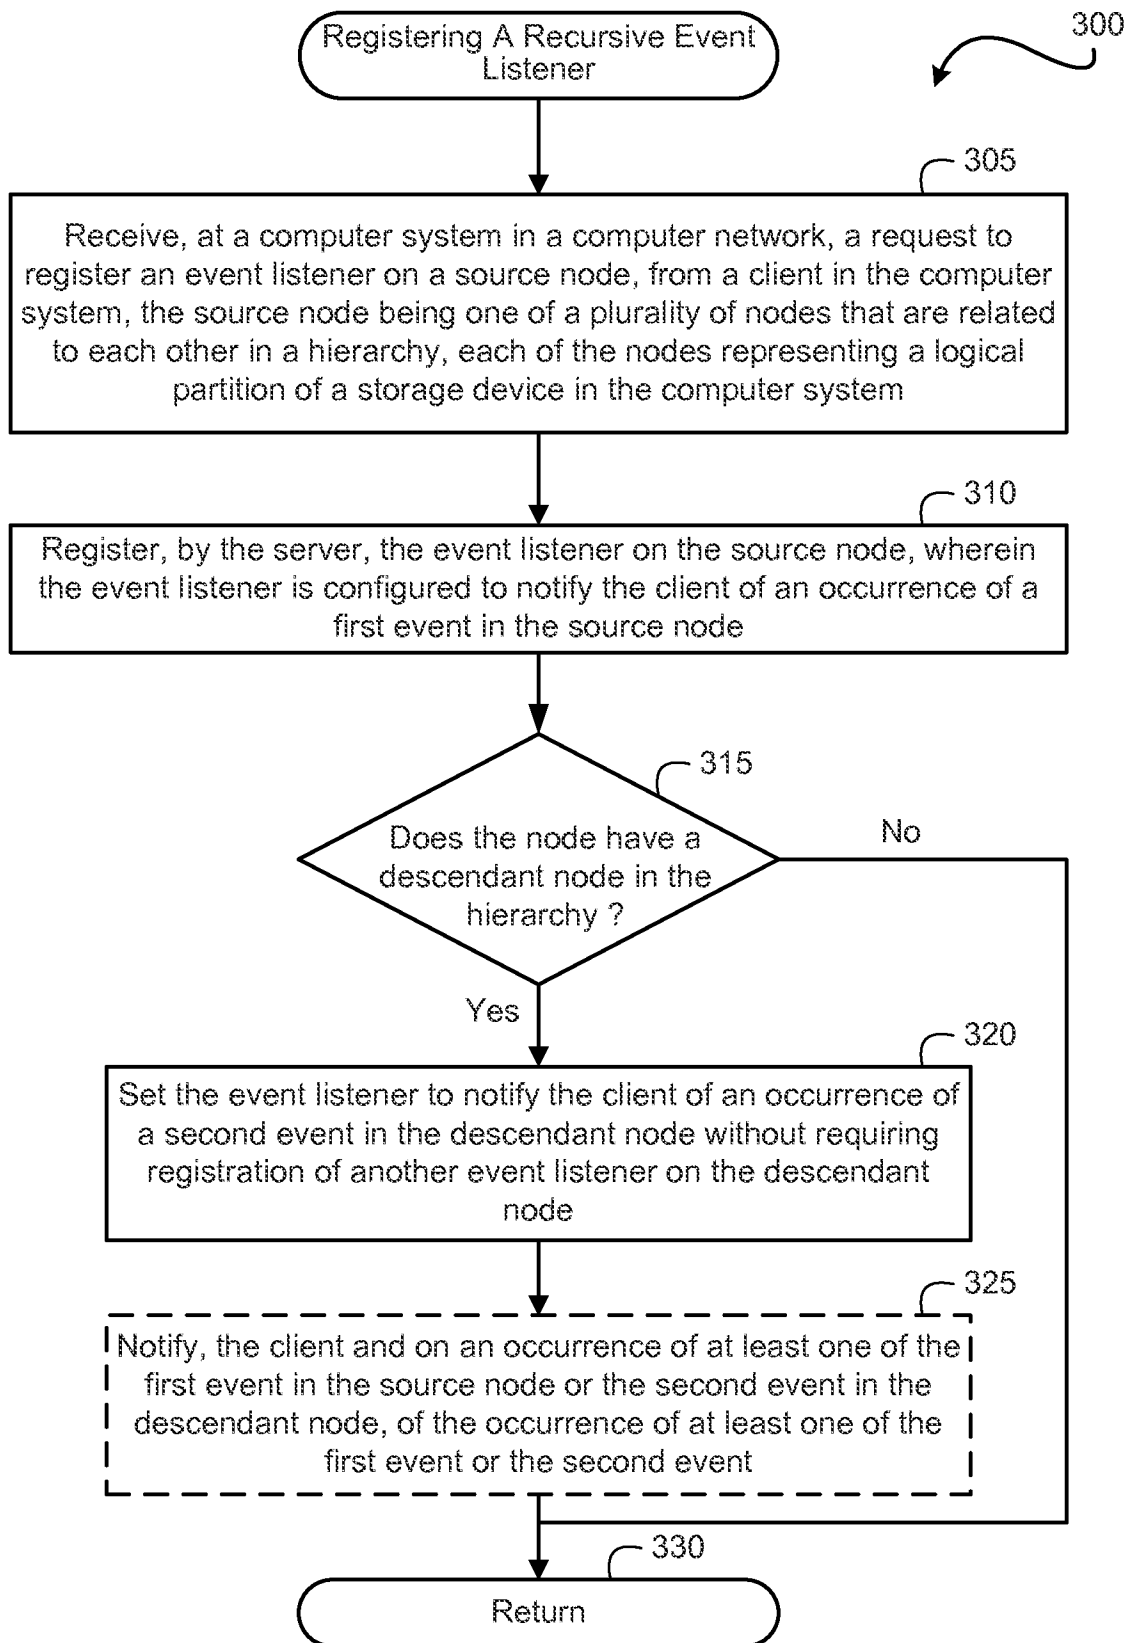 Registering A Recursive Event
Listener
300
305
Receive, at a computer system in a computer network, a request to
register an event listener on a source node, from a client in the computer
system, the source node being one of a plurality of nodes that are related
to each other in a hierarchy, each of the nodes representing a logical
partition of a storage device in the computer system
310
Register, by the server, the event listener on the source node, wherein
the event listener is configured to notify the client of an occurrence of a
first event in the source node
315
Does the node have a
descendant node in the
hierarchy ?
No
Yes
320
Set the event listener to notify the client of an occurrence of
a second event in the descendant node without requiring
registration of another event listener on the descendant
node
325
Notify, the client and on an occurrence of at least one of the
first event in the source node or the second event in the
descendant node, of the occurrence of at least one of the
first event or the second event
330
Return